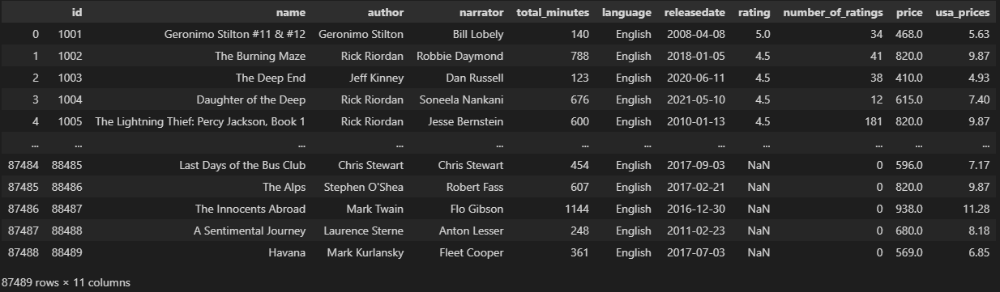 id name author narrator total_minutes language releasedate rating number_of_ratings price usa_prices
0 1001 Geronimo Stilton #11 & #12 Geronimo Stilton Bill Lobely 140 English 2008-04-08 5.0 34 468.0 5.63
1 1002 The Burning Maze Rick Riordan Robbie Daymond 788 English 2018-01-05 4.5 41 820.0 9.87
2 1003 The Deep End Jeff Kinney Dan Russell 123 English 2020-06-11 4.5 38 410.0 4.93
3 1004 Daughter of the Deep Rick Riordan Soneela Nankani 676 English 2021-05-10 4.5 12 615.0 7.40
4 1005 The Lightning Thief: Percy Jackson, Book 1 Rick Riordan Jesse Bernstein 600 English 2010-01-13 4.5 181 820.0 9.87
... ... ... ... ... ... ... ... ... ... ... ...
87484 88485 Last Days of the Bus Club Chris Stewart Chris Stewart 454 English 2017-09-03 NaN 0 596.0 7.17
87485 88486 The Alps Stephen O'Shea Robert Fass 607 English 2017-02-21 NaN 0 820.0 9.87
87486 88487 The Innocents Abroad Mark Twain Flo Gibson 1144 English 2016-12-30 NaN 0 938.0 11.28
87487 88488 A Sentimental Journey Laurence Sterne Anton Lesser 248 English 2011-02-23 NaN 0 680.0 8.18
87488 88489 Havana Mark Kurlansky Fleet Cooper 361 English 2017-07-03 NaN 0 569.0 6.85
87489 rows × 11 columns